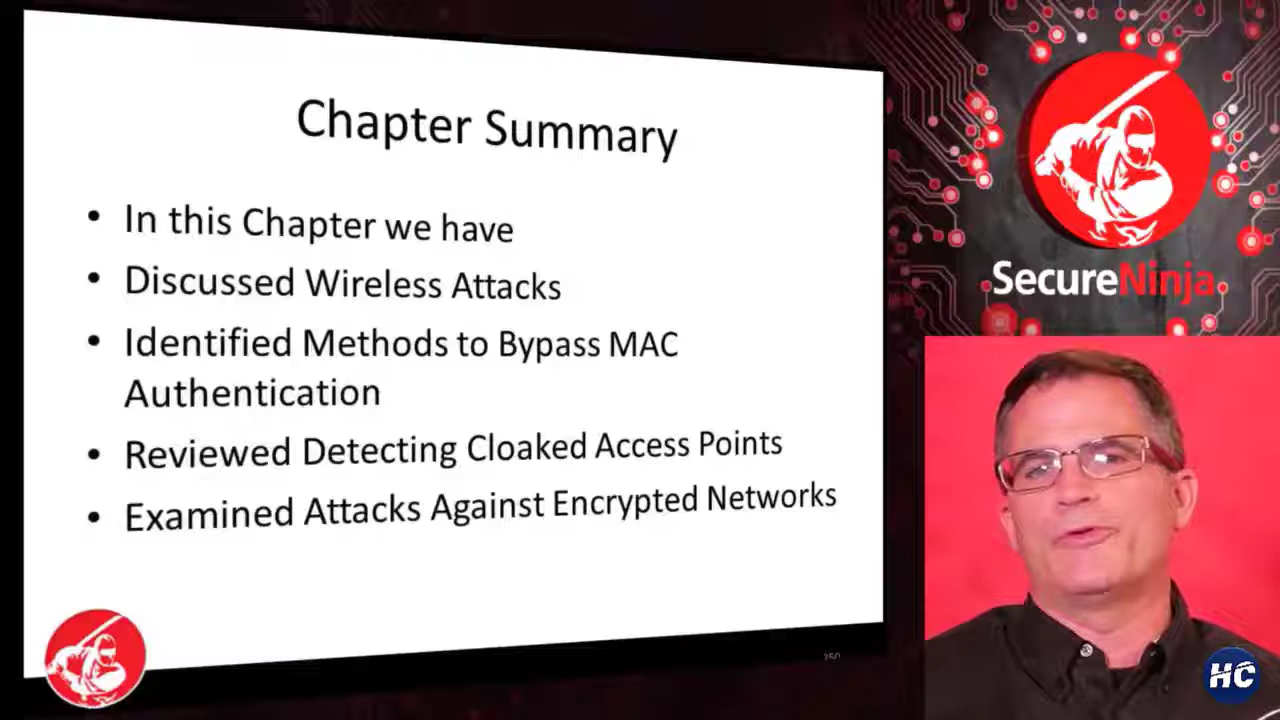 Chapter Summary
• In this Chapter we have
• Discussed Wireless Attacks
• Identified Methods to Bypass MAC
Authentication
• Reviewed Detecting Cloaked Access Points
• Examined Attacks Against Encrypted Networks
SecureNinja
HC